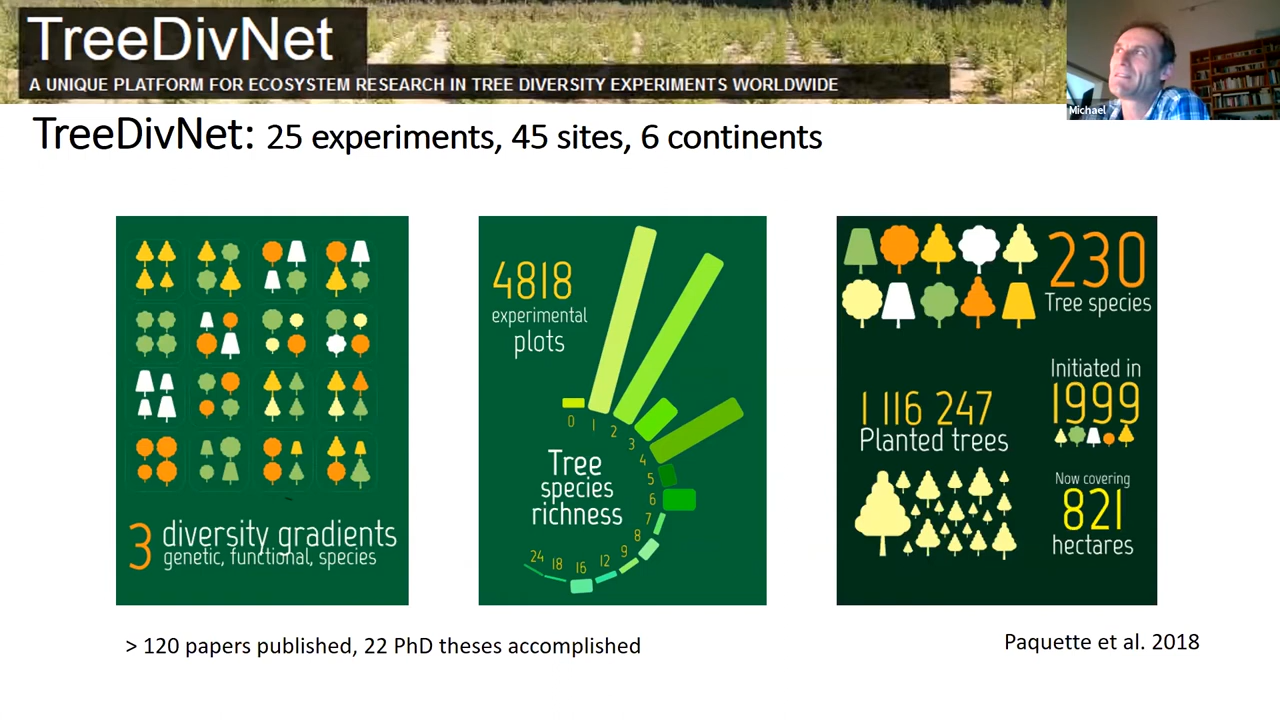 TreeDivNet
A UNIQUE PLATFORM FOR ECOSYSTEM RESEARCH IN TREE DIVERSITY EXPERIMENTS WORLDWIDE
Michael
TreeDivNet: 25 experiments, 45 sites, 6 continents
3 diversity gradients
genetic, functional, species
4818
experimental
plots
0
1
2
3
4
5
6
7
8
9
12
16
18
24
Tree
species
richness
230
Tree species
1 116 247
Planted trees
Initiated in
1999
Now covering
821
hectares
> 120 papers published, 22 PhD theses accomplished
Paquette et al. 2018